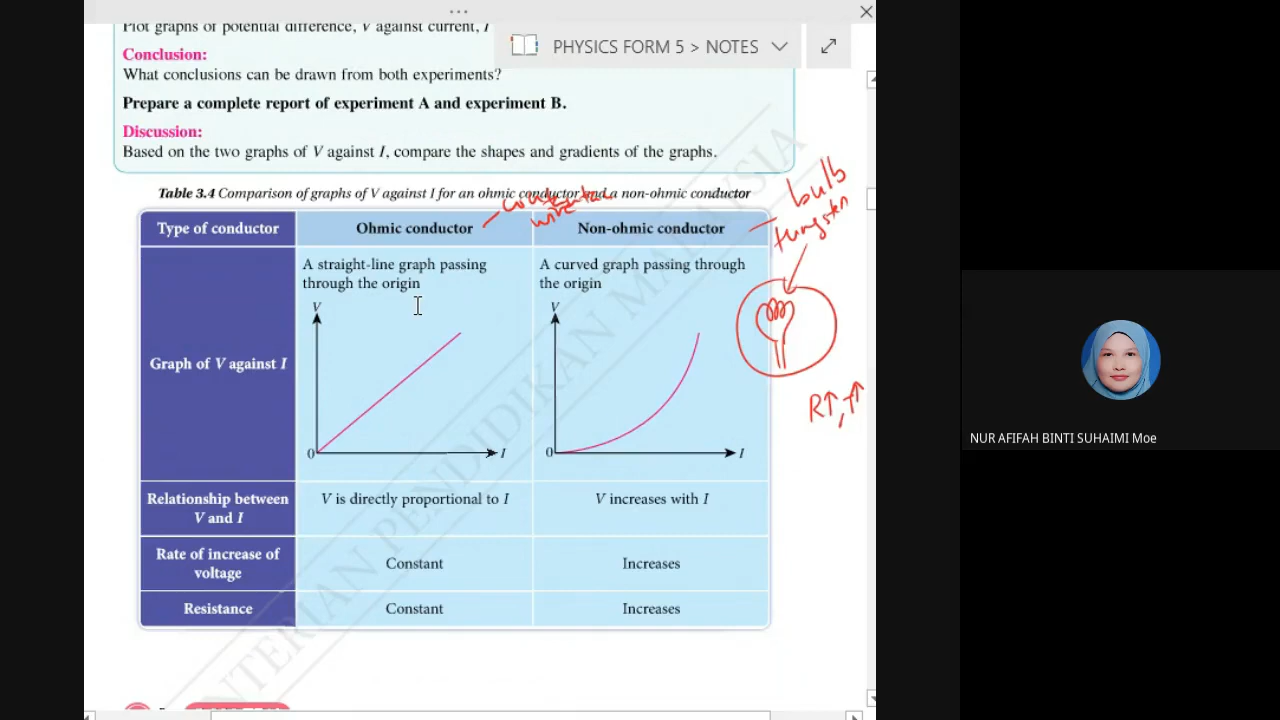 Plot graphs of potential difference, V against current, I
PHYSICS FORM 5 > NOTES
Conclusion:
What conclusions can be drawn from both experiments?
Prepare a complete report of experiment A and experiment B.
Discussion:
Based on the two graphs of V against I, compare the shapes and gradients of the graphs.
Table 3.4 Comparison of graphs of V against I for an ohmic conductor and a non-ohmic conductor
bulb
tungsten
Type of conductor
Ohmic conductor
Non-ohmic conductor
Graph of V against I
A straight-line graph passing
through the origin
V
0
I
A curved graph passing through
the origin
V
0
I
R↑, T↑
Relationship between
V and I
V is directly proportional to I
V increases with I
Rate of increase of
voltage
Constant
Increases
Resistance
Constant
Increases
KEMENTERIAN PENDIDIKAN MALAYSIA
NUR AFIFAH BINTI SUHAIMI Moe